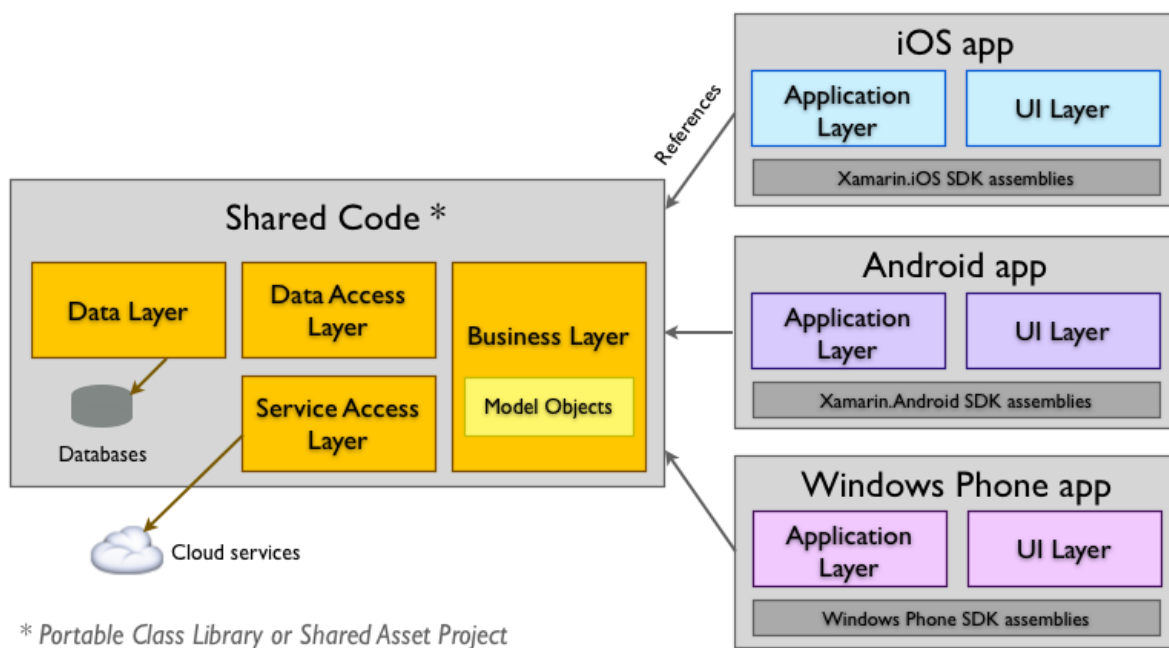 iOS app
Application
Layer
UI Layer
Xamarin.iOS SDK assemblies
References
Shared Code *
Data Layer
Data Access
Layer
Business Layer
Model Objects
Service Access
Layer
Databases
Cloud services
Android app
Application
Layer
UI Layer
Xamarin.Android SDK assemblies
Windows Phone app
Application
Layer
UI Layer
Windows Phone SDK assemblies
* Portable Class Library or Shared Asset Project